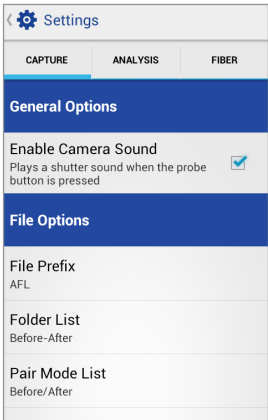 Settings
CAPTURE ANALYSIS FIBER
General Options
Enable Camera Sound
Plays a shutter sound when the probe
button is pressed
File Options
File Prefix
AFL
Folder List
Before-After
Pair Mode List
Before/After